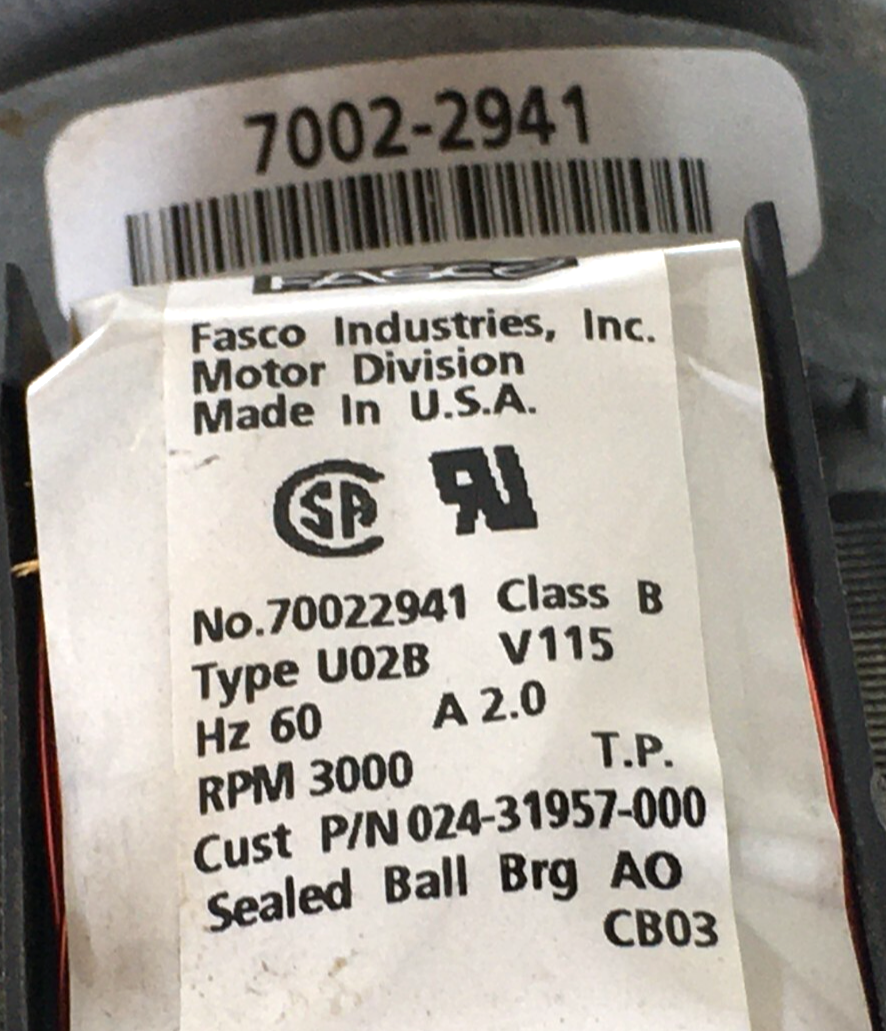 7002-2941
FASCO
Fasco Industries, Inc.
Motor Division
Made In U.S.A.
No.70022941 Class B
Type U02B V115
Hz 60 A 2.0
RPM 3000 T.P.
Cust P/N 024-31957-000
Sealed Ball Brg AO
CB03